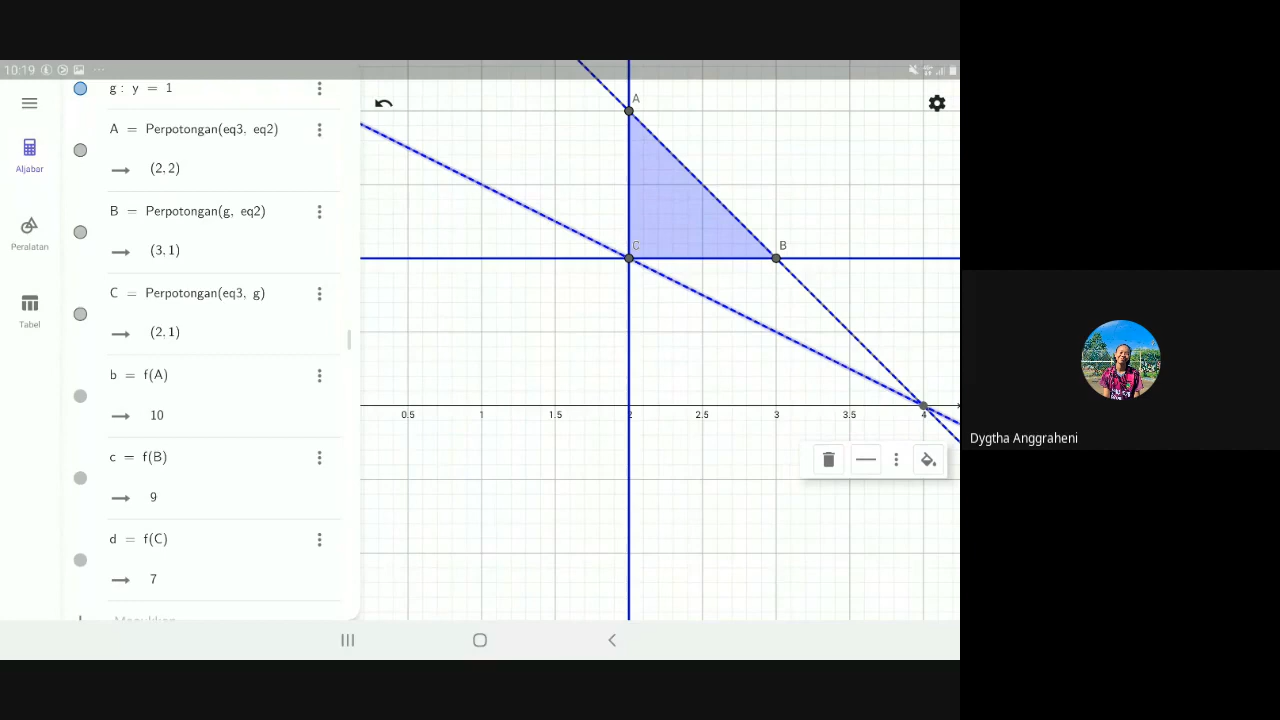 10:19
g : y = 1
A = Perpotongan(eq3, eq2)
→ (2, 2)
Aljabar
B = Perpotongan(g, eq2)
→ (3, 1)
Peralatan
C = Perpotongan(eq3, g)
→ (2, 1)
Tabel
b = f(A)
→ 10
c = f(B)
→ 9
d = f(C)
→ 7
Masukkan
A
C
B
0.5 1 1.5 2 2.5 3 3.5 4
Dygtha Anggraheni